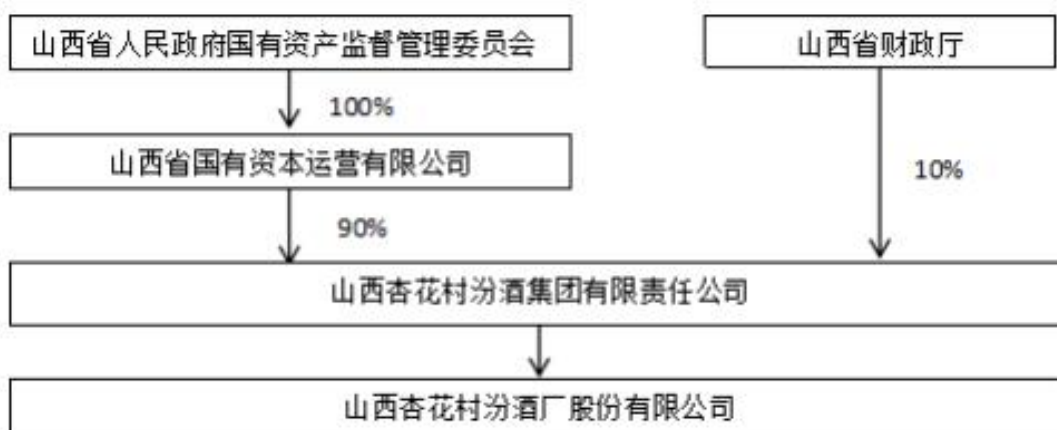 山西省人民政府国有资产监督管理委员会
山西省财政厅
100%
山西省国有资本运营有限公司
10%
90%
山西杏花村汾酒集团有限责任公司
山西杏花村汾酒厂股份有限公司